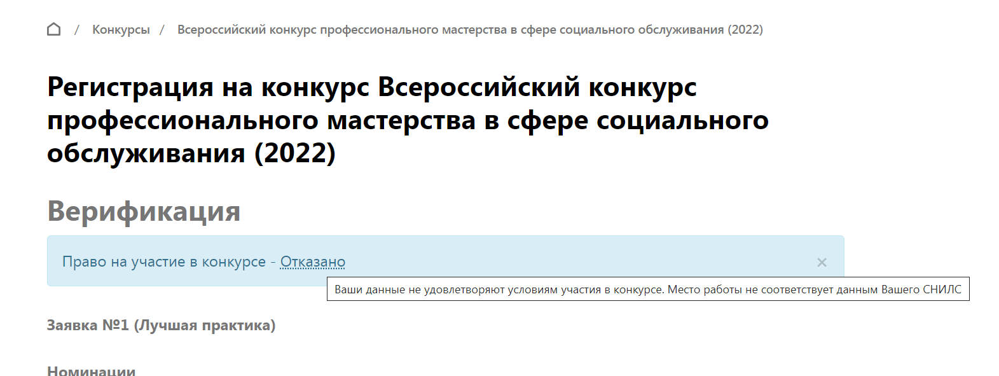 / Конкурсы / Всероссийский конкурс профессионального мастерства в сфере социального обслуживания (2022)
Регистрация на конкурс Всероссийский конкурс
профессионального мастерства в сфере социального
обслуживания (2022)
Верификация
Право на участие в конкурсе - Отказано ×
Ваши данные не удовлетворяют условиям участия в конкурсе. Место работы не соответствует данным Вашего СНИЛС
Заявка №1 (Лучшая практика)
Номинации